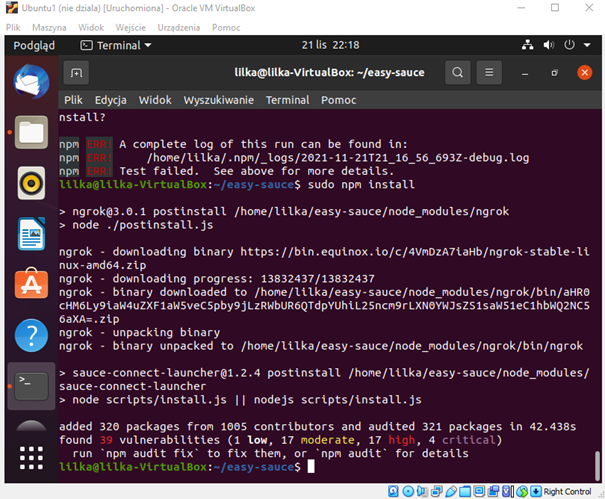 Ubuntu1 (nie dziala) [Uruchomiona] - Oracle VM VirtualBox
Plik Maszyna Widok Wejście Urządzenia Pomoc
Podgląd Terminal 21 lis 22:18
lilka@lilka-VirtualBox: ~/easy-sauce
Plik Edycja Widok Wyszukiwanie Terminal Pomoc
nstall?
npm ERR! A complete log of this run can be found in:
npm ERR!     /home/lilka/.npm/_logs/2021-11-21T21_16_56_693Z-debug.log
npm ERR! Test failed.  See above for more details.
lilka@lilka-VirtualBox:~/easy-sauce$ sudo npm install
> ngrok@3.0.1 postinstall /home/lilka/easy-sauce/node_modules/ngrok
> node ./postinstall.js
ngrok - downloading binary https://bin.equinox.io/c/4VmDzA7iaHb/ngrok-stable-li
nux-amd64.zip
ngrok - downloading progress: 13832437/13832437
ngrok - binary downloaded to /home/lilka/easy-sauce/node_modules/ngrok/bin/aHR0
cHM6Ly9iaW4uZXF1aW5veC5pby9jLzRWbUR6QTdpYUhiL25ncm9rLXN0YWJsZS1saW51eC1hbWQ2NC5
6aXA=.zip
ngrok - unpacking binary
ngrok - binary unpacked to /home/lilka/easy-sauce/node_modules/ngrok/bin/ngrok
> sauce-connect-launcher@1.2.4 postinstall /home/lilka/easy-sauce/node_modules/
sauce-connect-launcher
> node scripts/install.js || nodejs scripts/install.js
added 320 packages from 1005 contributors and audited 321 packages in 42.438s
found 39 vulnerabilities (1 low, 17 moderate, 17 high, 4 critical)
  run `npm audit fix` to fix them, or `npm audit` for details
lilka@lilka-VirtualBox:~/easy-sauce$
Right Control